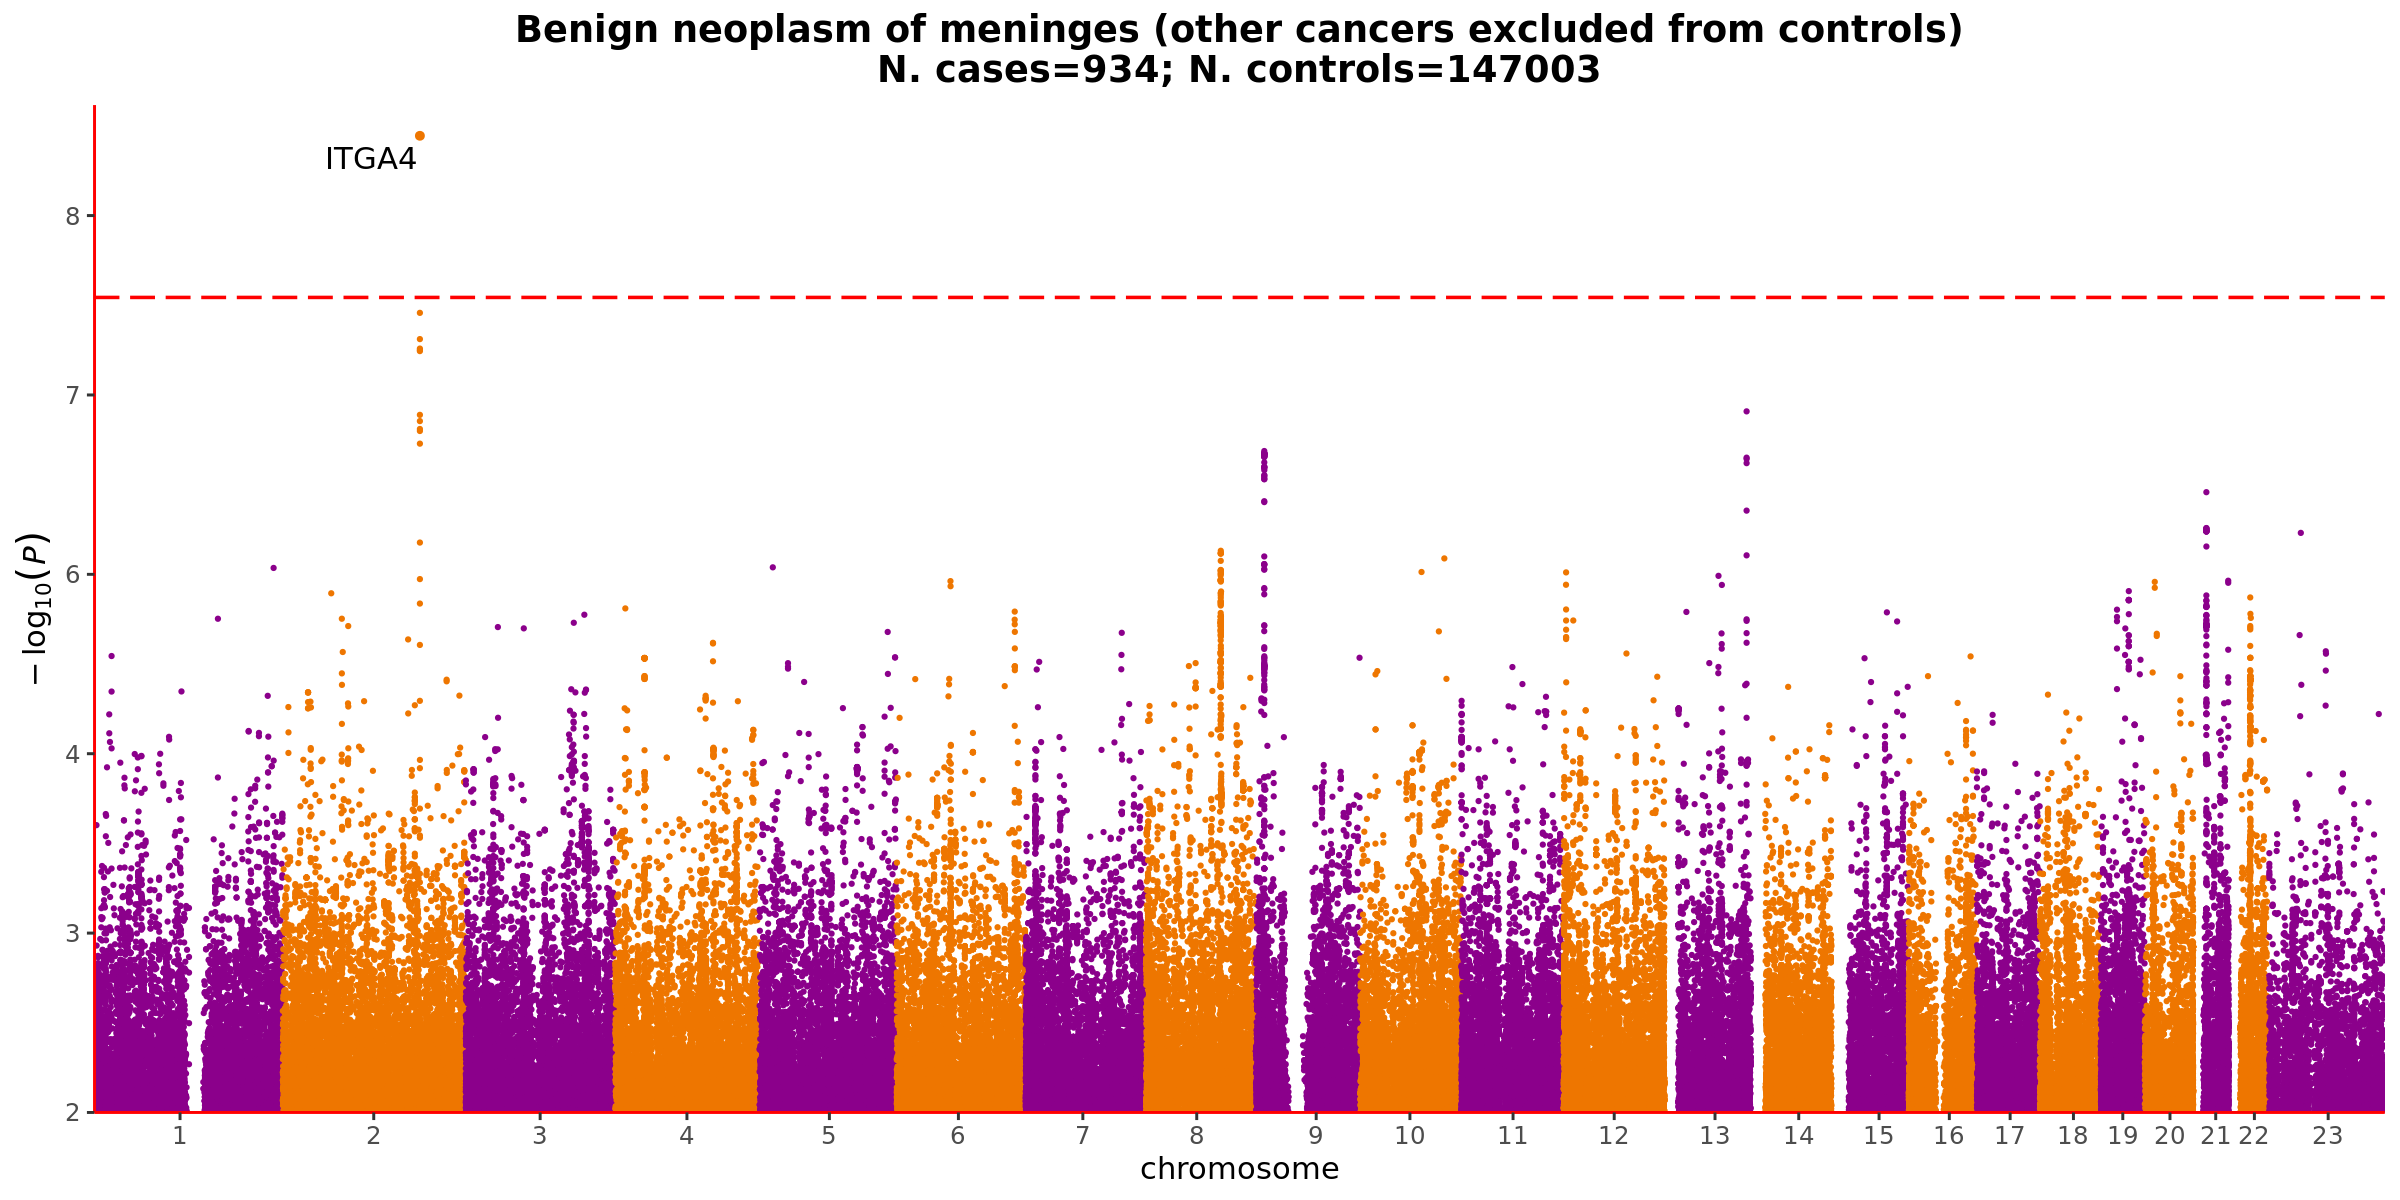 Benign neoplasm of meninges (other cancers excluded from controls)
N. cases=934; N. controls=147003
ITGA4
8
7
6
4
3
2
−log10(P)
1 2 3 4 5 6 7 8 9 10 11 12 13 14 15 16 17 18 19 20 21 22 23
chromosome